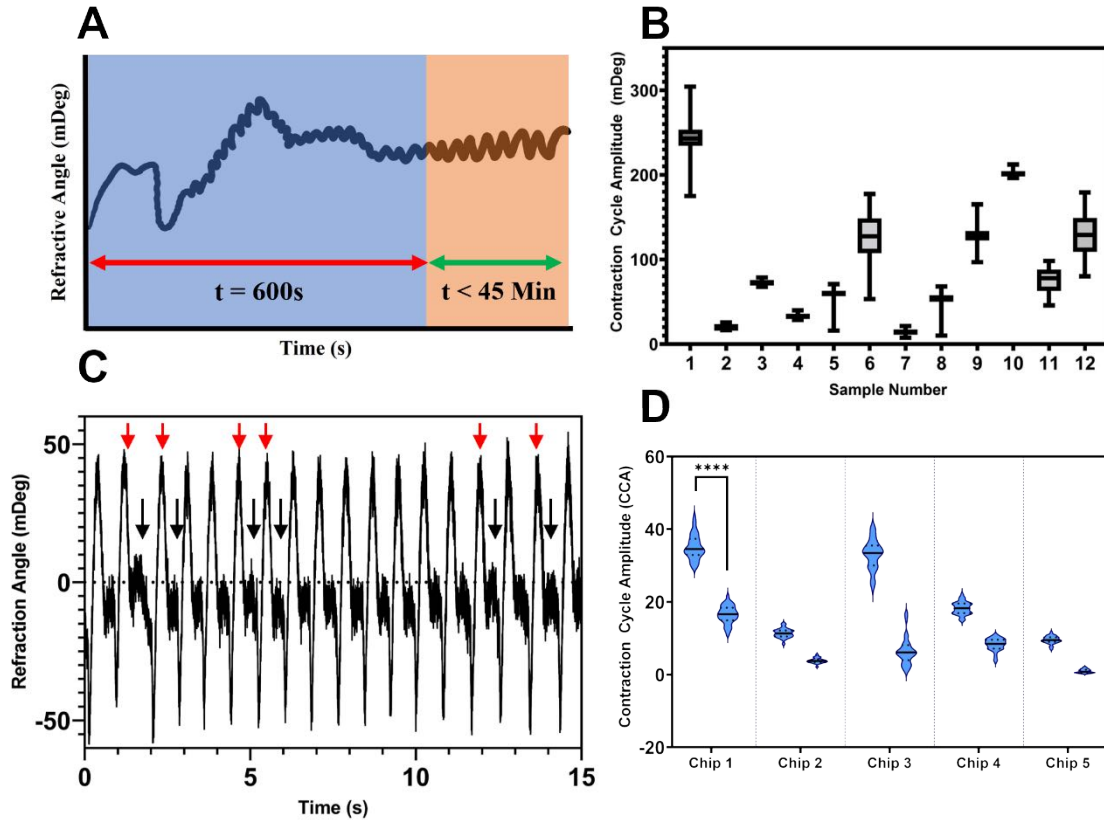 A
Refractive Angle (mDeg)
t = 600s
t < 45 Min
Time (s)
B
Contraction Cycle Amplitude (mDeg)
300
200
100
0
1 2 3 4 5 6 7 8 9 10 11 12
Sample Number
C
Refraction Angle (mDeg)
50
0
-50
0 5 10 15
Time (s)
D
Contraction Cycle Amplitude (CCA)
60
40
20
0
-20
****
Chip 1 Chip 2 Chip 3 Chip 4 Chip 5